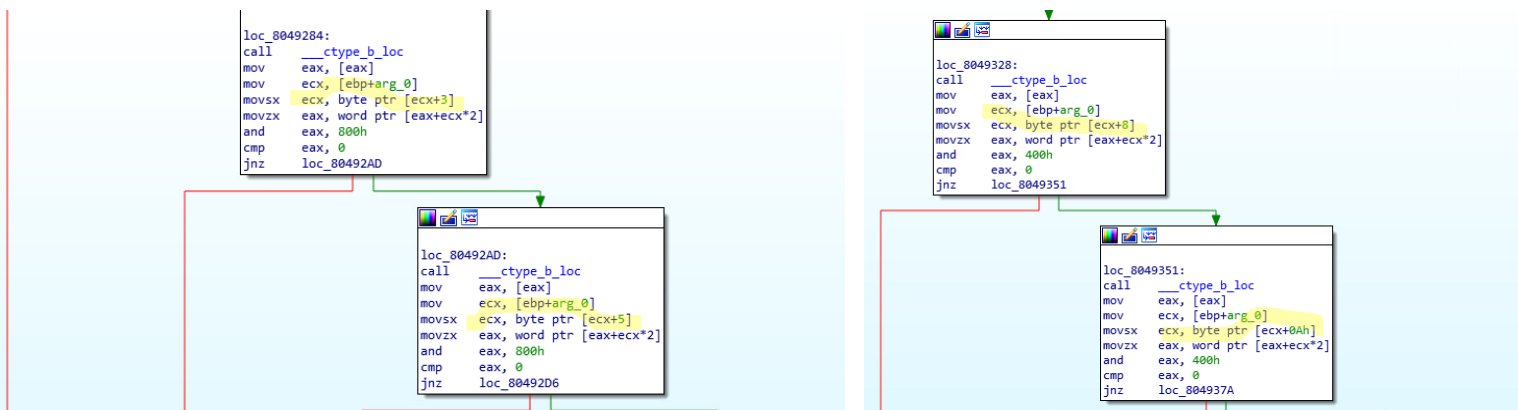 loc_8049284:
call ___ctype_b_loc
mov eax, [eax]
mov ecx, [ebp+arg_0]
movsx ecx, byte ptr [ecx+3]
movzx eax, word ptr [eax+ecx*2]
and eax, 800h
cmp eax, 0
jnz loc_80492AD
loc_80492AD:
call ___ctype_b_loc
mov eax, [eax]
mov ecx, [ebp+arg_0]
movsx ecx, byte ptr [ecx+5]
movzx eax, word ptr [eax+ecx*2]
and eax, 800h
cmp eax, 0
jnz loc_80492D6
loc_8049328:
call ___ctype_b_loc
mov eax, [eax]
mov ecx, [ebp+arg_0]
movsx ecx, byte ptr [ecx+8]
movzx eax, word ptr [eax+ecx*2]
and eax, 400h
cmp eax, 0
jnz loc_8049351
loc_8049351:
call ___ctype_b_loc
mov eax, [eax]
mov ecx, [ebp+arg_0]
movsx ecx, byte ptr [ecx+0Ah]
movzx eax, word ptr [eax+ecx*2]
and eax, 400h
cmp eax, 0
jnz loc_804937A